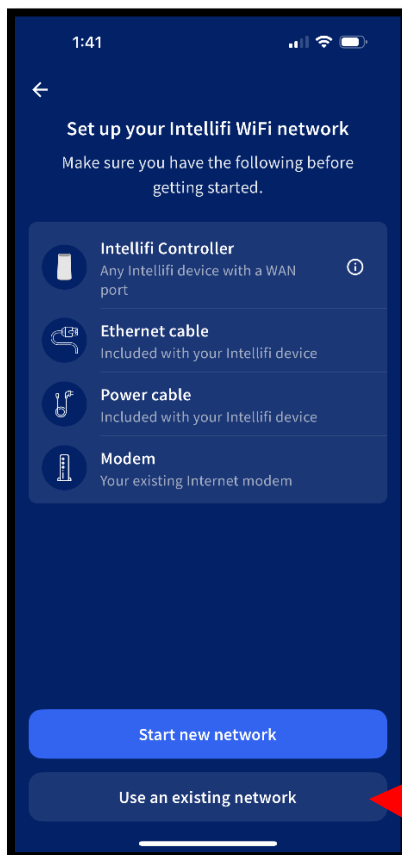 1:41
Set up your Intellifi WiFi network
Make sure you have the following before
getting started.
Intellifi Controller
Any Intellifi device with a WAN
port
Ethernet cable
Included with your Intellifi device
Power cable
Included with your Intellifi device
Modem
Your existing Internet modem
Start new network
Use an existing network